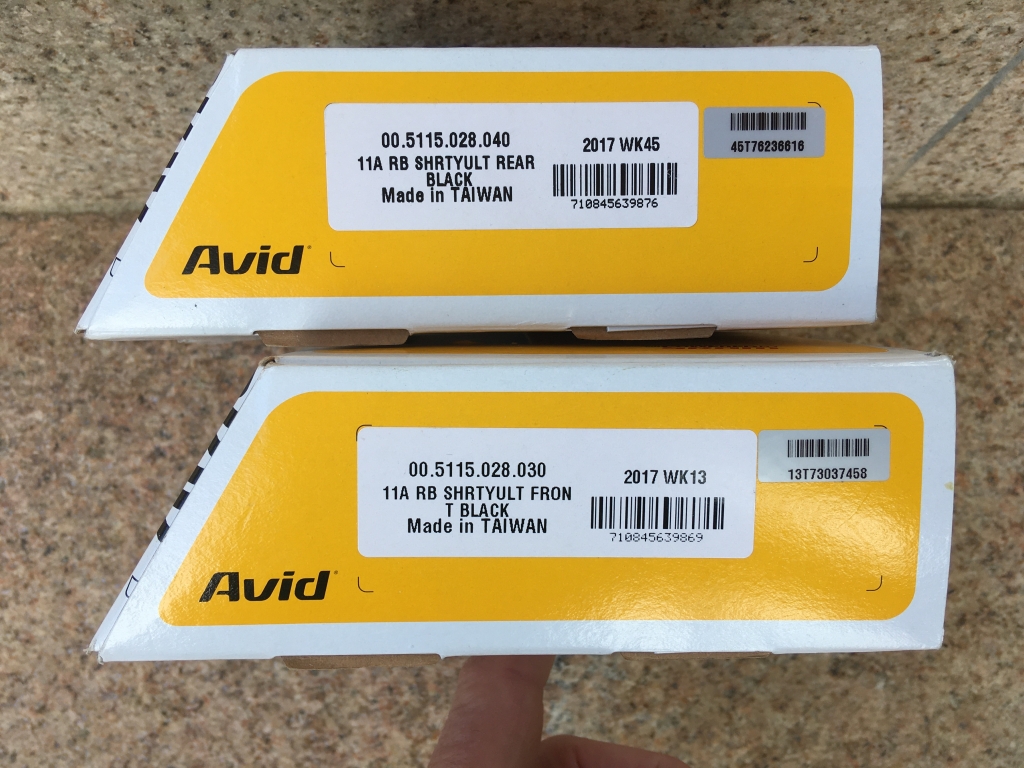 00.5115.028.040
11A RB SHRTYULT REAR
BLACK
Made in TAIWAN
2017 WK45
710845639876
45T76236616
Avid
00.5115.028.030
11A RB SHRTYULT FRON
T BLACK
Made in TAIWAN
2017 WK13
710845639869
13T73037458
Avid